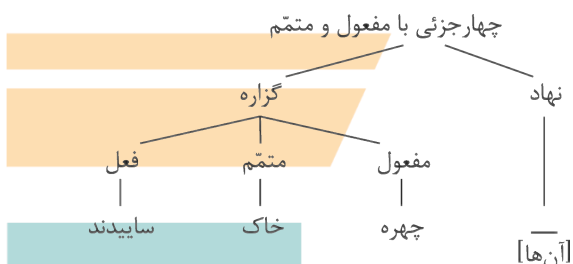 چهارجزئی با مفعول و متمّم
نهاد گزاره
مفعول متمّم فعل
[آن‌ها] چهره خاک ساییدند